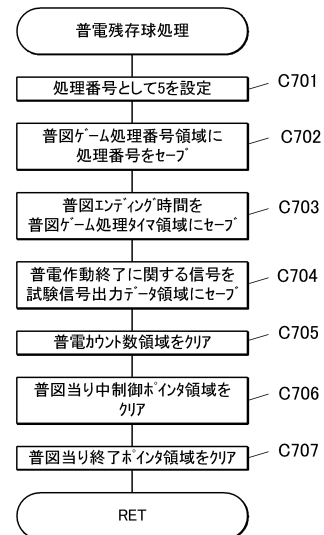 普電残存球処理
処理番号として5を設定
C701
普図ｹﾞｰﾑ処理番号領域に
処理番号をｾｰﾌﾞ
C702
普図ｴﾝﾃﾞｨﾝｸﾞ時間を
普図ｹﾞｰﾑ処理ﾀｲﾏ領域にｾｰﾌﾞ
C703
普電作動終了に関する信号を
試験信号出力ﾃﾞｰﾀ領域にｾｰﾌﾞ
C704
普電ｶｳﾝﾄ数領域をｸﾘｱ
C705
普図当り中制御ﾎﾟｲﾝﾀ領域を
ｸﾘｱ
C706
普図当り終了ﾎﾟｲﾝﾀ領域をｸﾘｱ
C707
RET